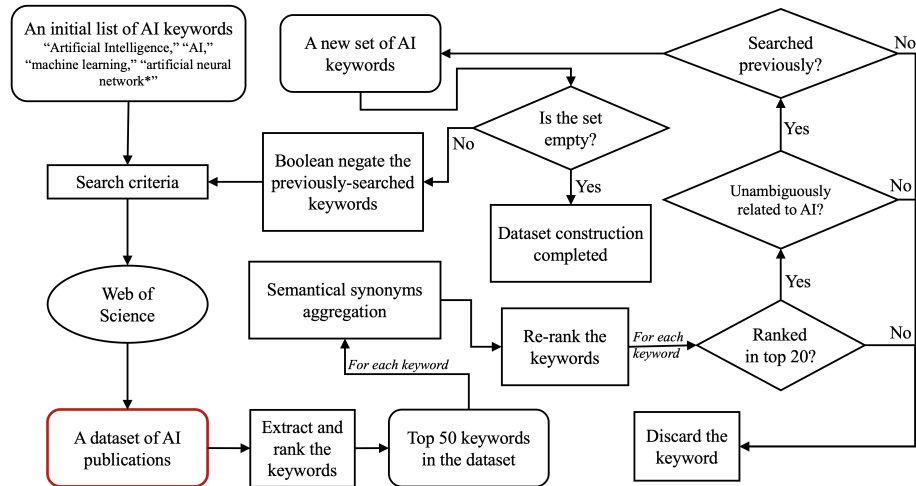 An initial list of AI keywords
“Artificial Intelligence,” “AI,”
“machine learning,” “artificial neural
network*”
A new set of AI
keywords
Searched
previously?
No
Is the set
empty?
No
Yes
Yes
Boolean negate the
previously-searched
keywords
Search criteria
Unambiguously
related to AI?
No
Dataset construction
completed
Yes
Web of
Science
Semantical synonyms
aggregation
Re-rank the
keywords
For each
keyword
Ranked
in top 20?
No
For each keyword
A dataset of AI
publications
Extract and
rank the
keywords
Top 50 keywords
in the dataset
Discard the
keyword